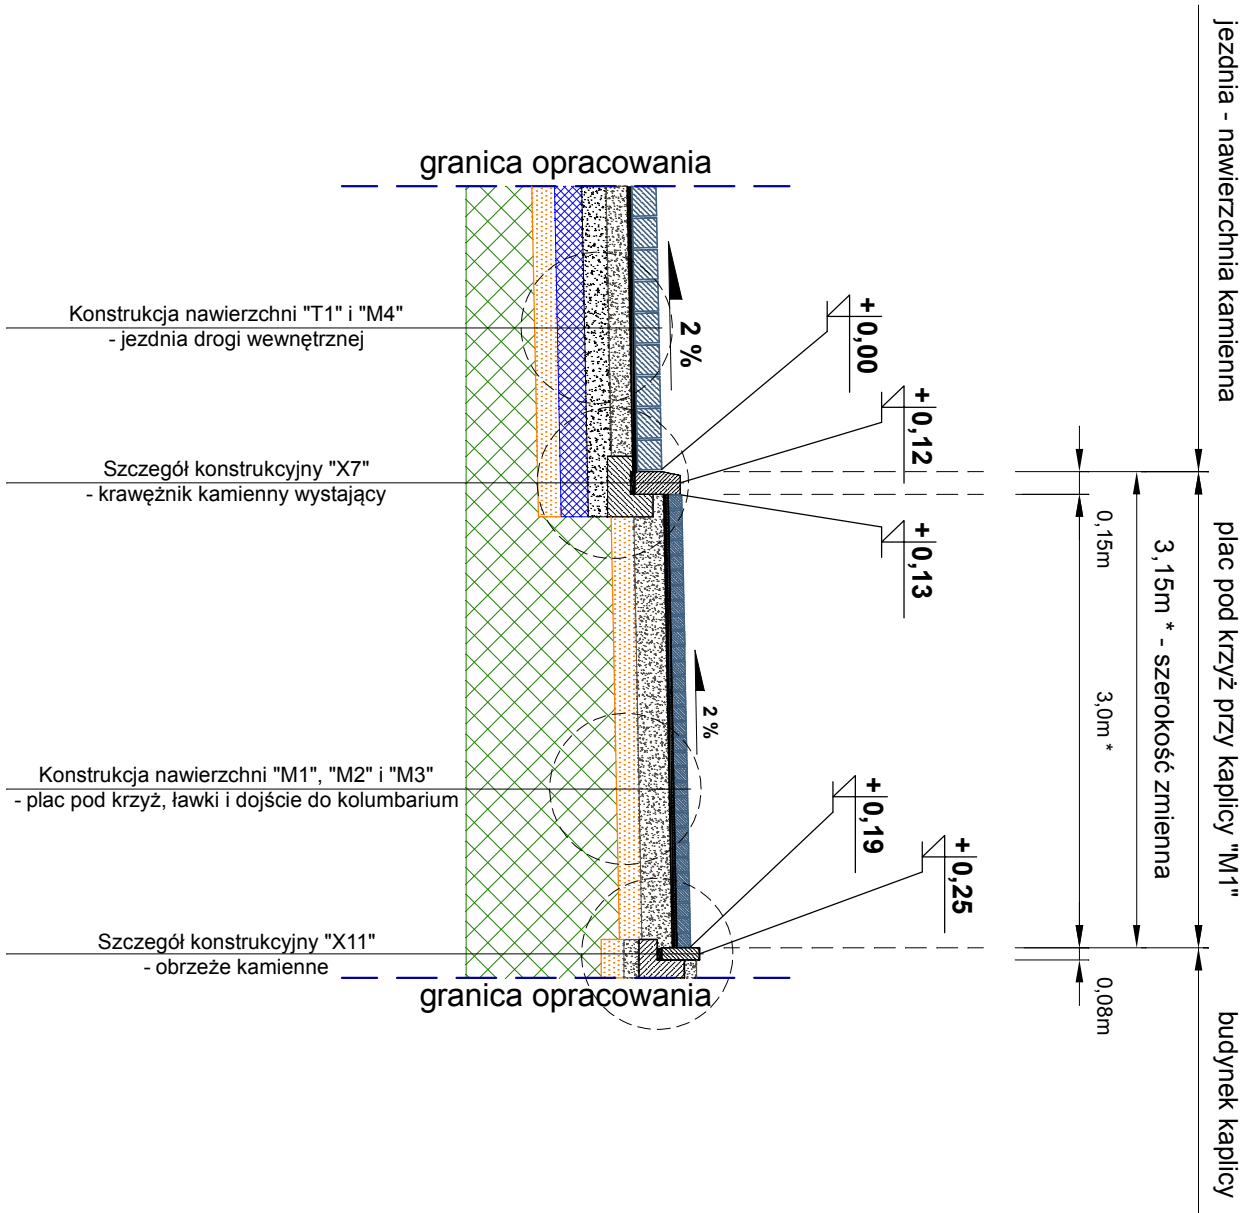 granica opracowania
Konstrukcja nawierzchni "T1" i "M4"
- jezdnia drogi wewnętrznej
Szczegół konstrukcyjny "X7"
- krawężnik kamienny wystający
Konstrukcja nawierzchni "M1", "M2" i "M3"
- plac pod krzyż, ławki i dojście do kolumbarium
Szczegół konstrukcyjny "X11"
- obrzeże kamienne
granica opracowania
2 %
2 %
+0,00
+0,12
+0,13
+0,19
+0,25
0,15m
3,0m *
0,08m
3,15m * - szerokość zmienna
jezdnia - nawierzchnia kamienna
plac pod krzyż przy kaplicy "M1"
budynek kaplicy